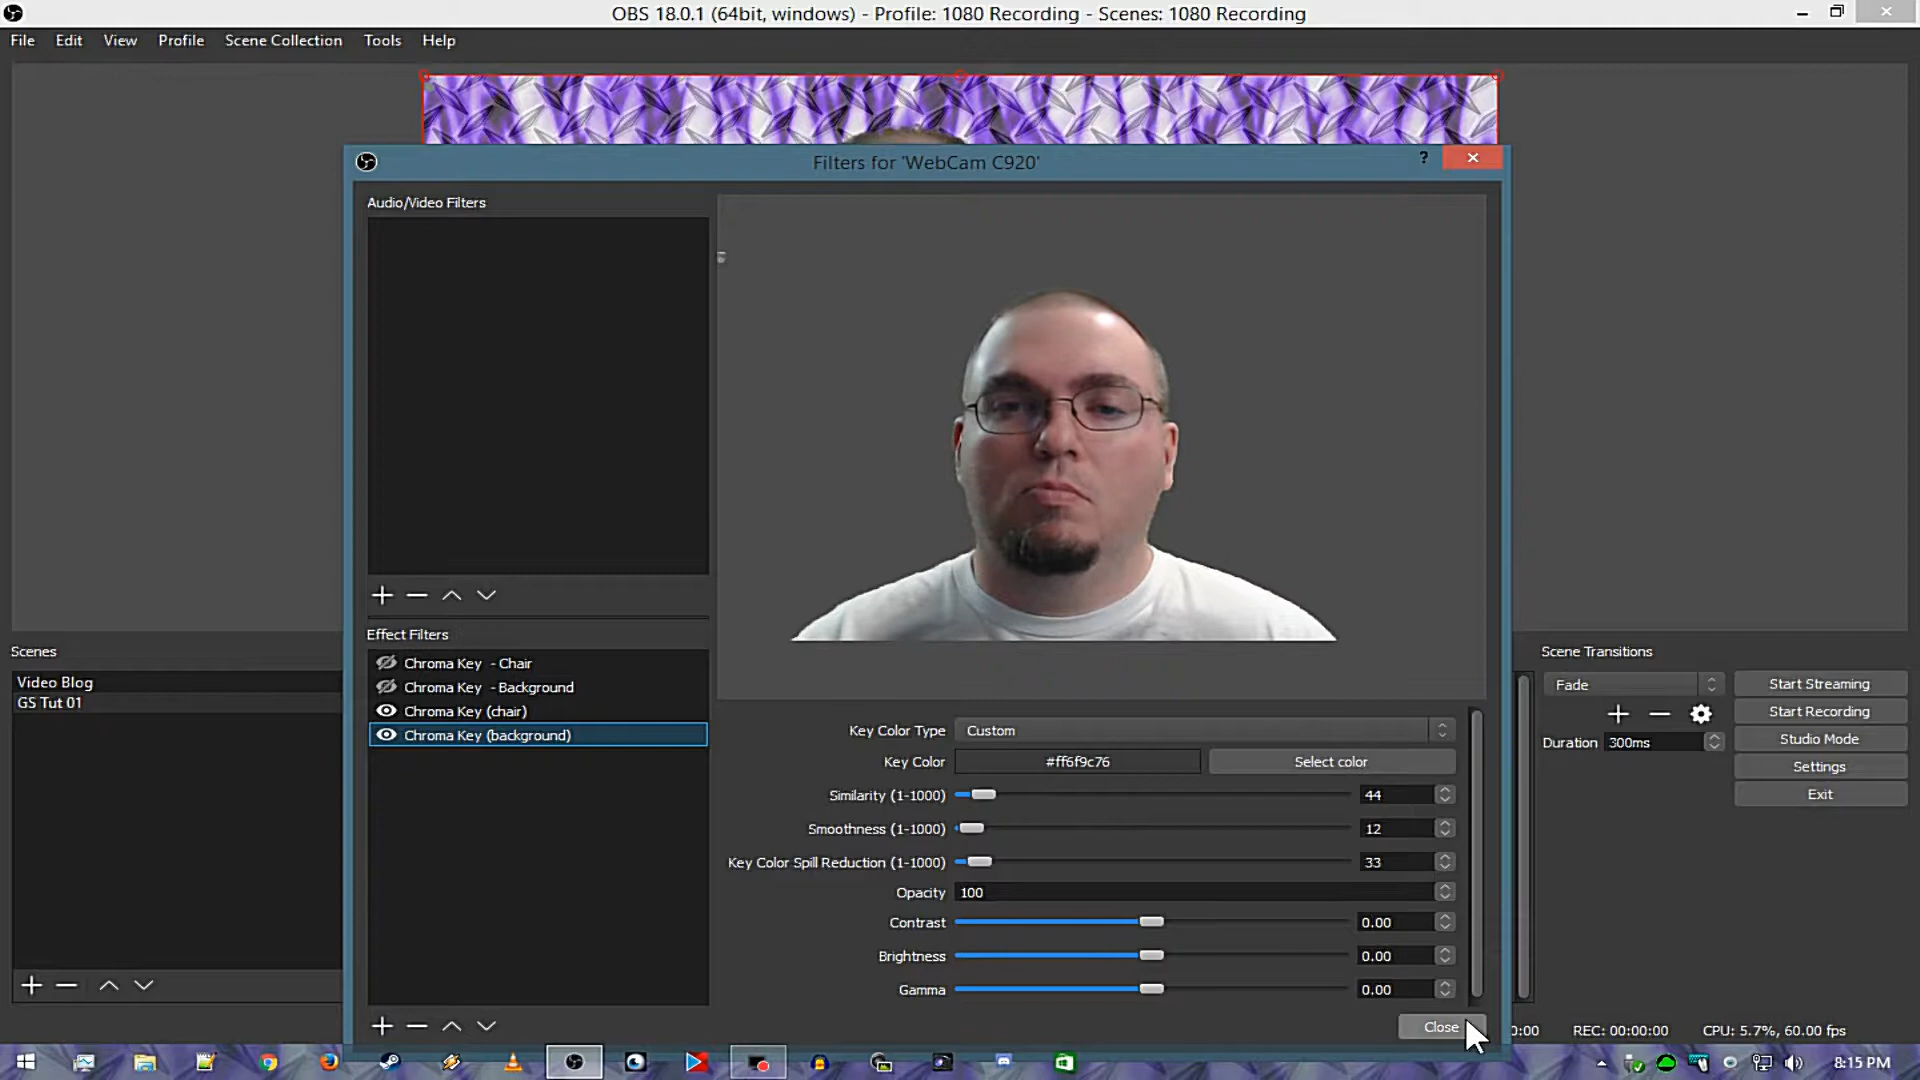 OBS 18.0.1 (64bit, windows) - Profile: 1080 Recording - Scenes: 1080 Recording
File Edit View Profile Scene Collection Tools Help
Filters for 'WebCam C920'
?
Audio/Video Filters
Effect Filters
Chroma Key - Chair
Chroma Key - Background
Chroma Key (chair)
Chroma Key (background)
Key Color Type Custom
Key Color #ff6f9c76 Select color
Similarity (1-1000) 44
Smoothness (1-1000) 12
Key Color Spill Reduction (1-1000) 33
Opacity 100
Contrast 0.00
Brightness 0.00
Gamma 0.00
Close
Scenes
Video Blog
GS Tut 01
Scene Transitions
Fade
Duration 300ms
Start Streaming
Start Recording
Studio Mode
Settings
Exit
0:00 REC: 00:00:00 CPU: 5.7%, 60.00 fps
8:15 PM